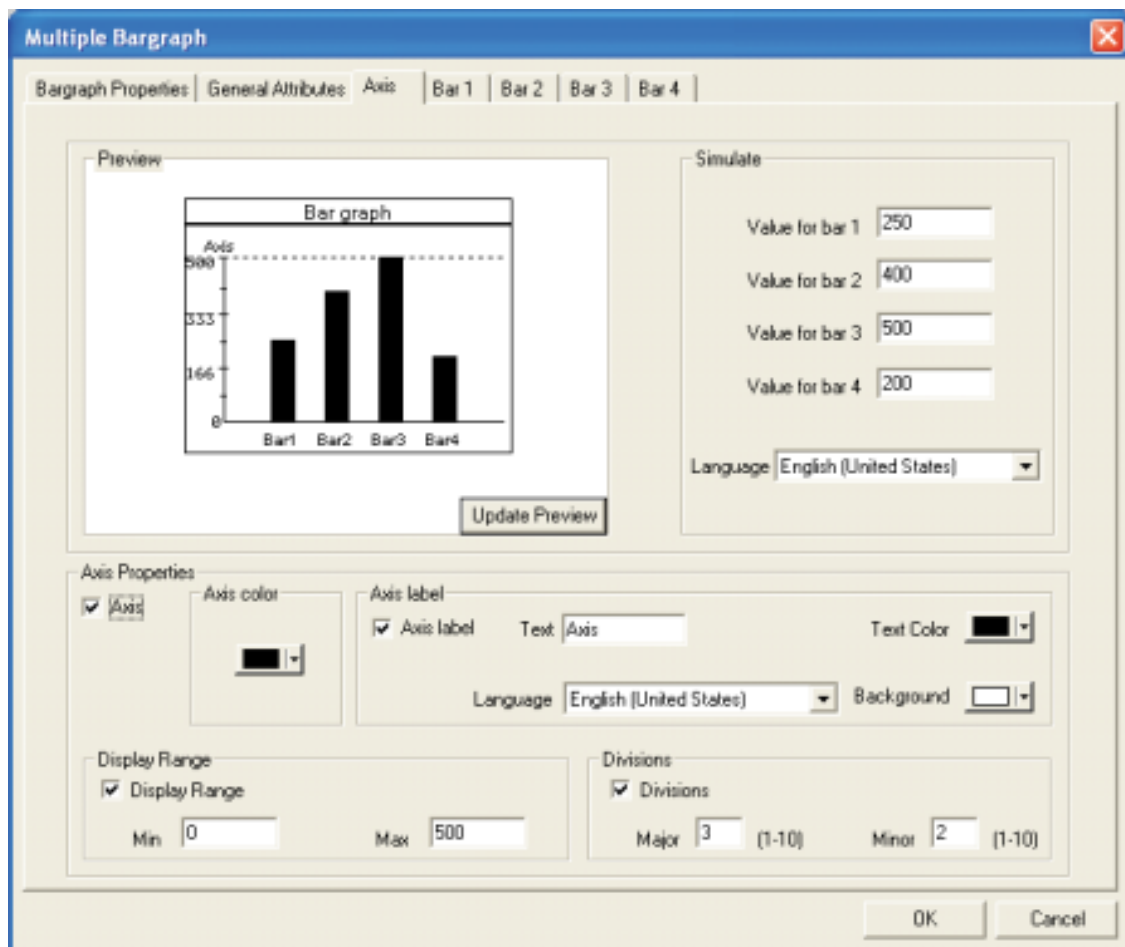 Multiple Bargraph
Bargraph Properties General Attributes Axis Bar 1 Bar 2 Bar 3 Bar 4
Preview
Bar graph
Axis
500
333
166
0
Bar1 Bar2 Bar3 Bar4
Update Preview
Simulate
Value for bar 1 250
Value for bar 2 400
Value for bar 3 500
Value for bar 4 200
Language English (United States)
Axis Properties
Axis
Axis color
Axis label
Axis label Text Axis Text Color
Language English (United States) Background
Display Range
Display Range
Min 0 Max 500
Divisions
Divisions
Major 3 (1-10) Minor 2 (1-10)
OK Cancel